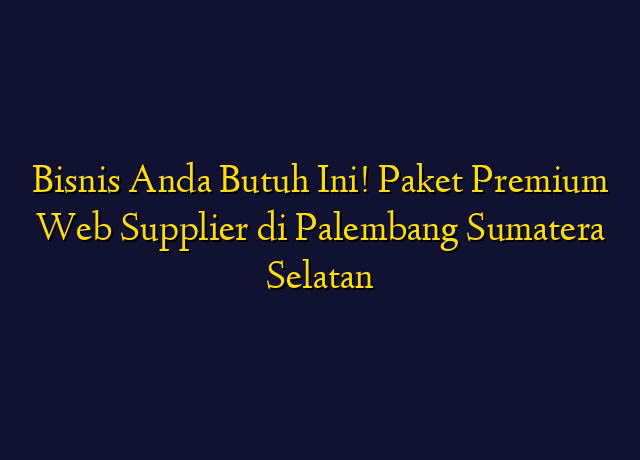 Bisnis Anda Butuh Ini! Paket Premium
Web Supplier di Palembang Sumatera
Selatan